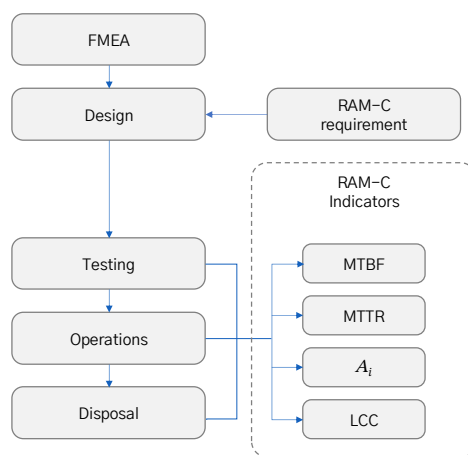 FMEA
Design
RAM-C
requirement
RAM-C
Indicators
Testing
Operations
Disposal
MTBF
MTTR
A_i
LCC